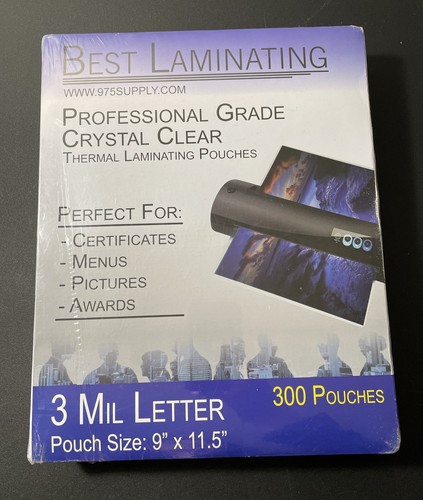 BEST LAMINATING
WWW.975SUPPLY.COM
PROFESSIONAL GRADE
CRYSTAL CLEAR
THERMAL LAMINATING POUCHES
PERFECT FOR:
- CERTIFICATES
- MENUS
- PICTURES
- AWARDS
3 MIL LETTER
300 POUCHES
Pouch Size: 9” x 11.5”